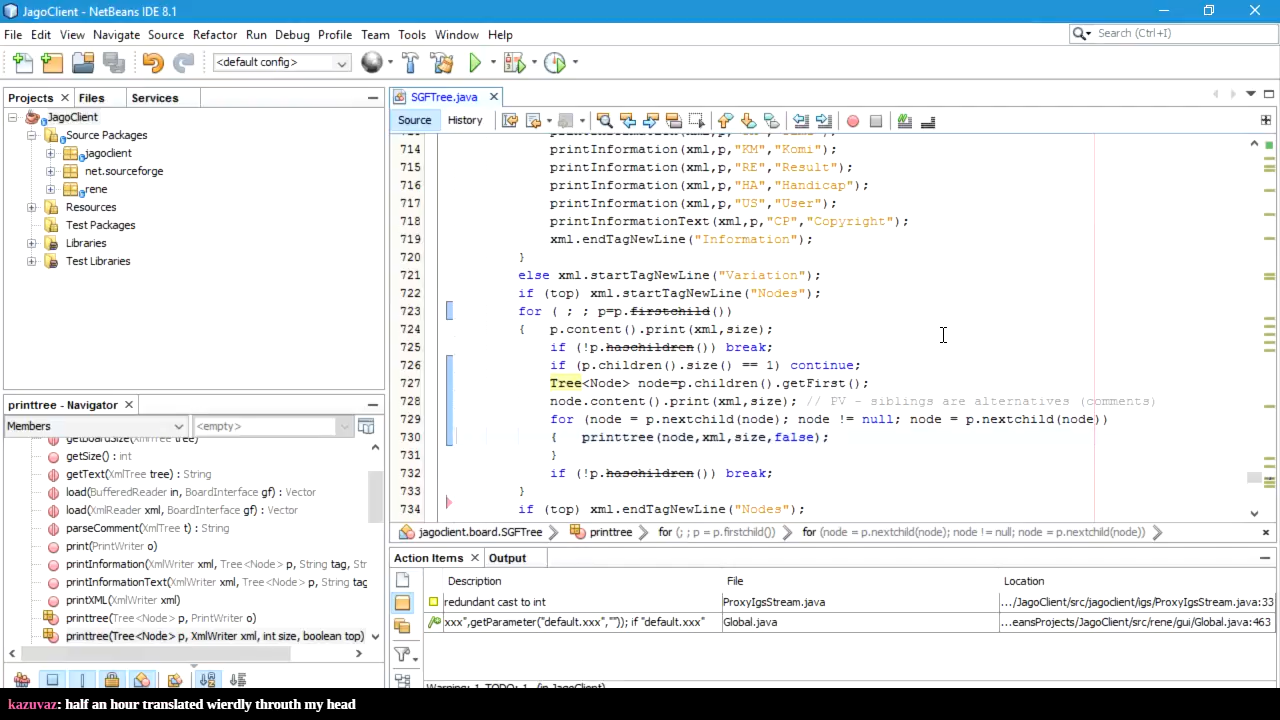 JagoClient - NetBeans IDE 8.1
File Edit View Navigate Source Refactor Run Debug Profile Team Tools Window Help
Search (Ctrl+I)
<default config>
Projects Files Services
JagoClient
Source Packages
jagoclient
net.sourceforge
rene
Resources
Test Packages
Libraries
Test Libraries
printtree - Navigator
Members <empty>
getBoardSize(XmlTree tree)
getSize() : int
getText(XmlTree tree) : String
load(BufferedReader in, BoardInterface gf) : Vector
load(XmlReader xml, BoardInterface gf) : Vector
parseComment(XmlTree t) : String
print(PrintWriter o)
printInformation(XmlWriter xml, Tree<Node> p, String tag, Str
printInformationText(XmlWriter xml, Tree<Node> p, String tag
printXML(XmlWriter xml)
printtree(Tree<Node> p, PrintWriter o)
printtree(Tree<Node> p, XmlWriter xml, int size, boolean top)
SGFTree.java
Source History
714 printInformation(xml,p,"KM","Komi");
715 printInformation(xml,p,"RE","Result");
716 printInformation(xml,p,"HA","Handicap");
717 printInformation(xml,p,"US","User");
718 printInformationText(xml,p,"CP","Copyright");
719 xml.endTagNewLine("Information");
720 }
721 else xml.startTagNewLine("Variation");
722 if (top) xml.startTagNewLine("Nodes");
723 for ( ; ; p=p.firstchild())
724 { p.content().print(xml,size);
725 if (!p.haschildren()) break;
726 if (p.children().size() == 1) continue;
727 Tree<Node> node=p.children().getFirst();
728 node.content().print(xml,size); // PV - siblings are alternatives (comments)
729 for (node = p.nextchild(node); node != null; node = p.nextchild(node))
730 { printtree(node,xml,size,false);
731 }
732 if (!p.haschildren()) break;
733 }
734 if (top) xml.endTagNewLine("Nodes");
jagoclient.board.SGFTree printtree for (; ; p = p.firstchild()) for (node = p.nextchild(node); node != null; node = p.nextchild(node))
Action Items Output
Description File Location
redundant cast to int ProxyIgsStream.java .../JagoClient/src/jagoclient/igs/ProxyIgsStream.java:33
xxx",getParameter("default.xxx","")); if "default.xxx" Global.java ...eansProjects/JagoClient/src/rene/gui/Global.java:463
kazuvaz: half an hour translated wierdly throuth my head